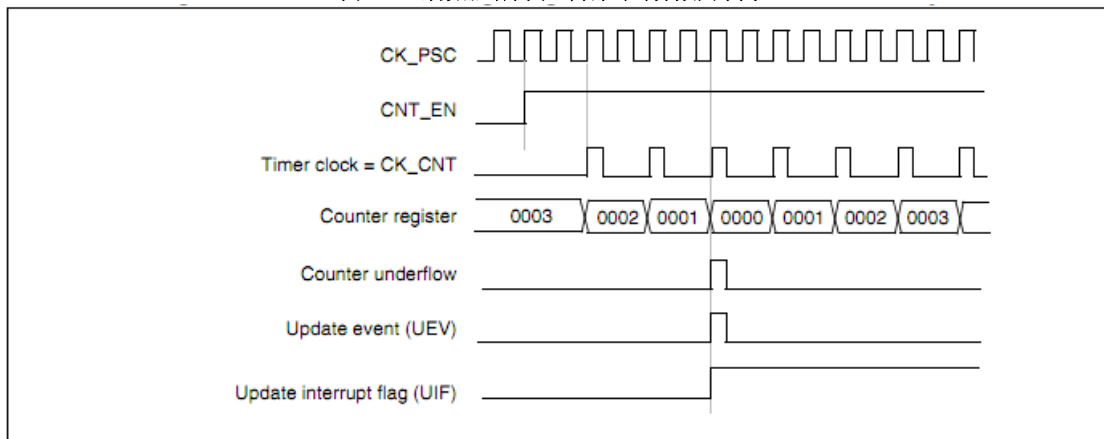 CK_PSC
CNT_EN
Timer clock = CK_CNT
Counter register 0003 0002 0001 0000 0001 0002 0003
Counter underflow
Update event (UEV)
Update interrupt flag (UIF)